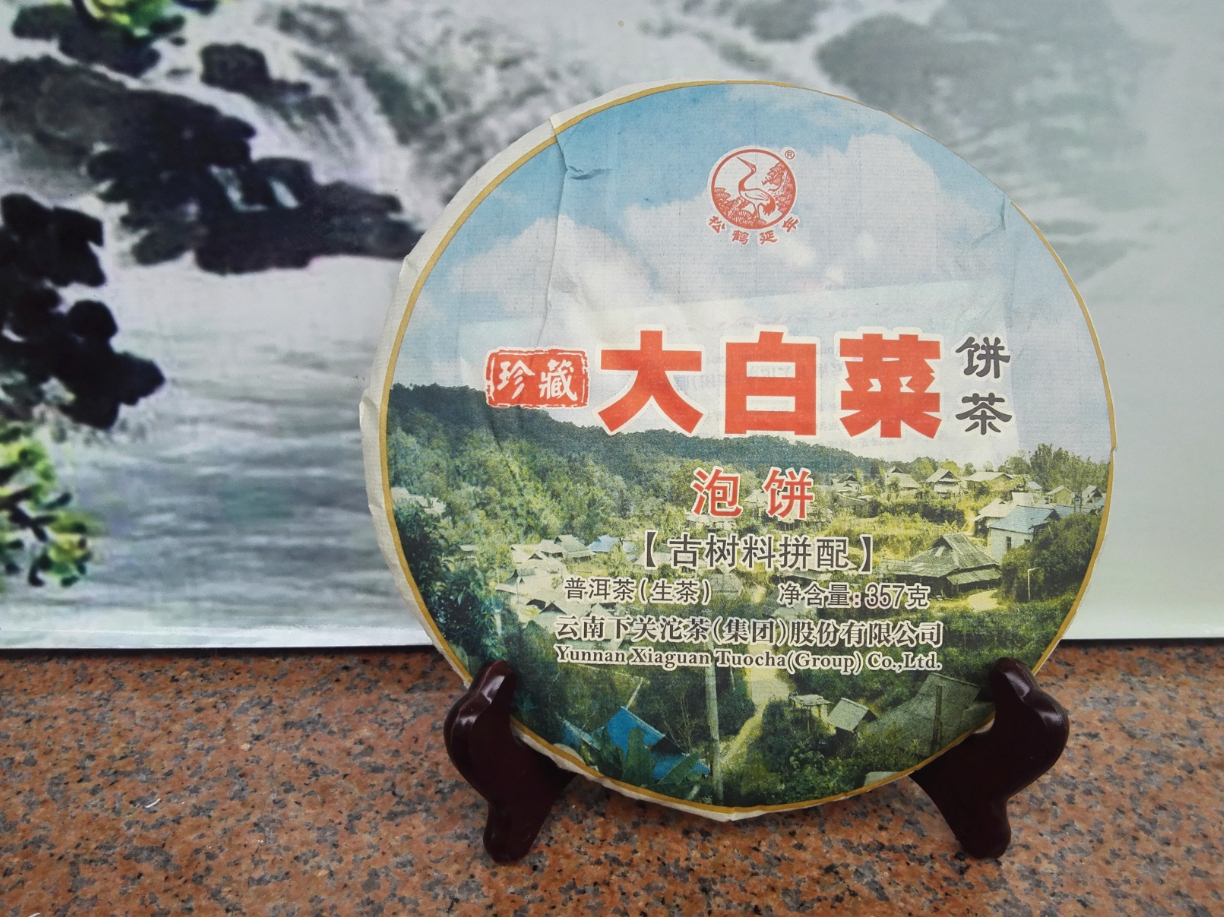 ®
松鹤延年
珍藏 大白菜 饼茶
泡饼
【古树料拼配】
普洱茶(生茶) 净含量:357克
云南下关沱茶(集团)股份有限公司
Yunnan Xiaguan Tuocha(Group) Co.,Ltd.